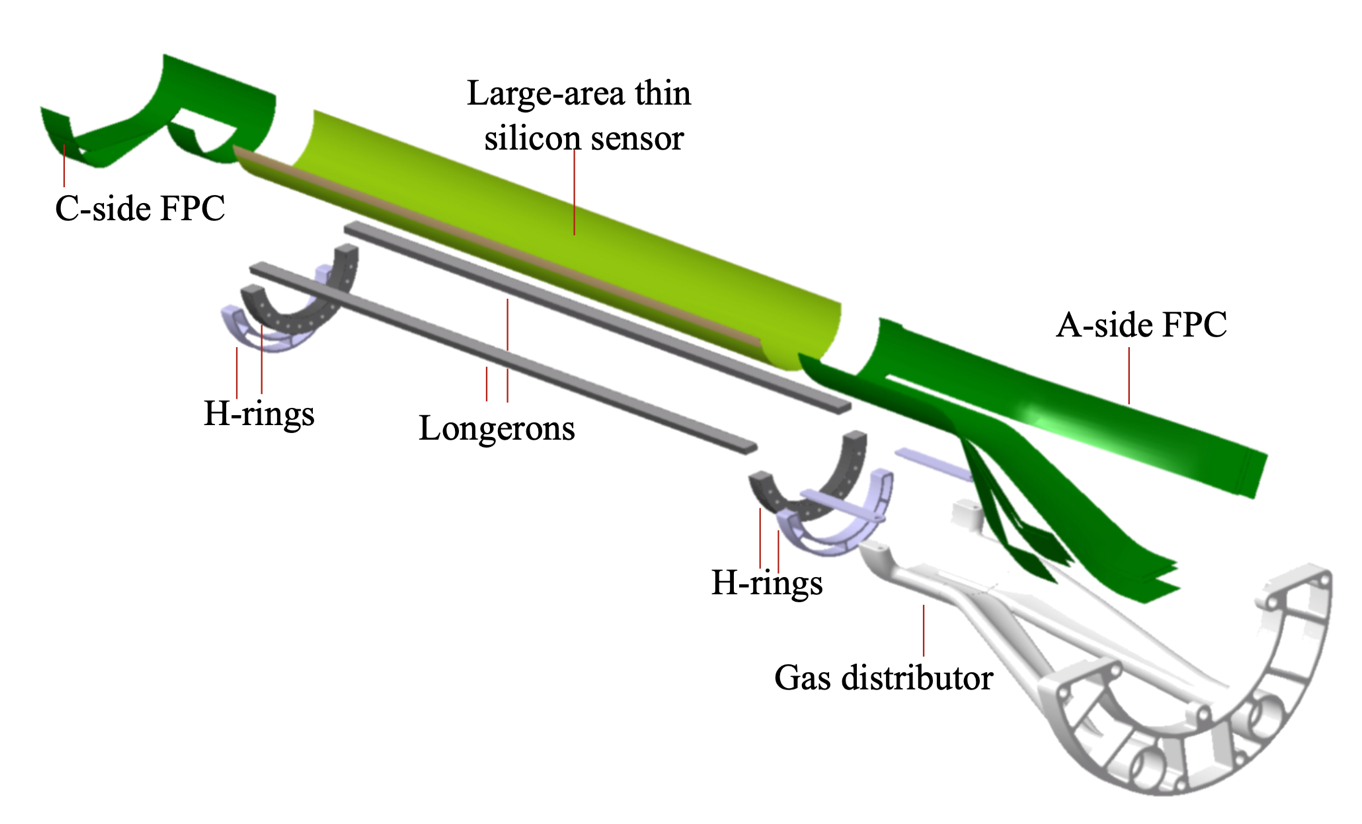 Large-area thin
silicon sensor
C-side FPC
A-side FPC
H-rings
Longerons
H-rings
Gas distributor